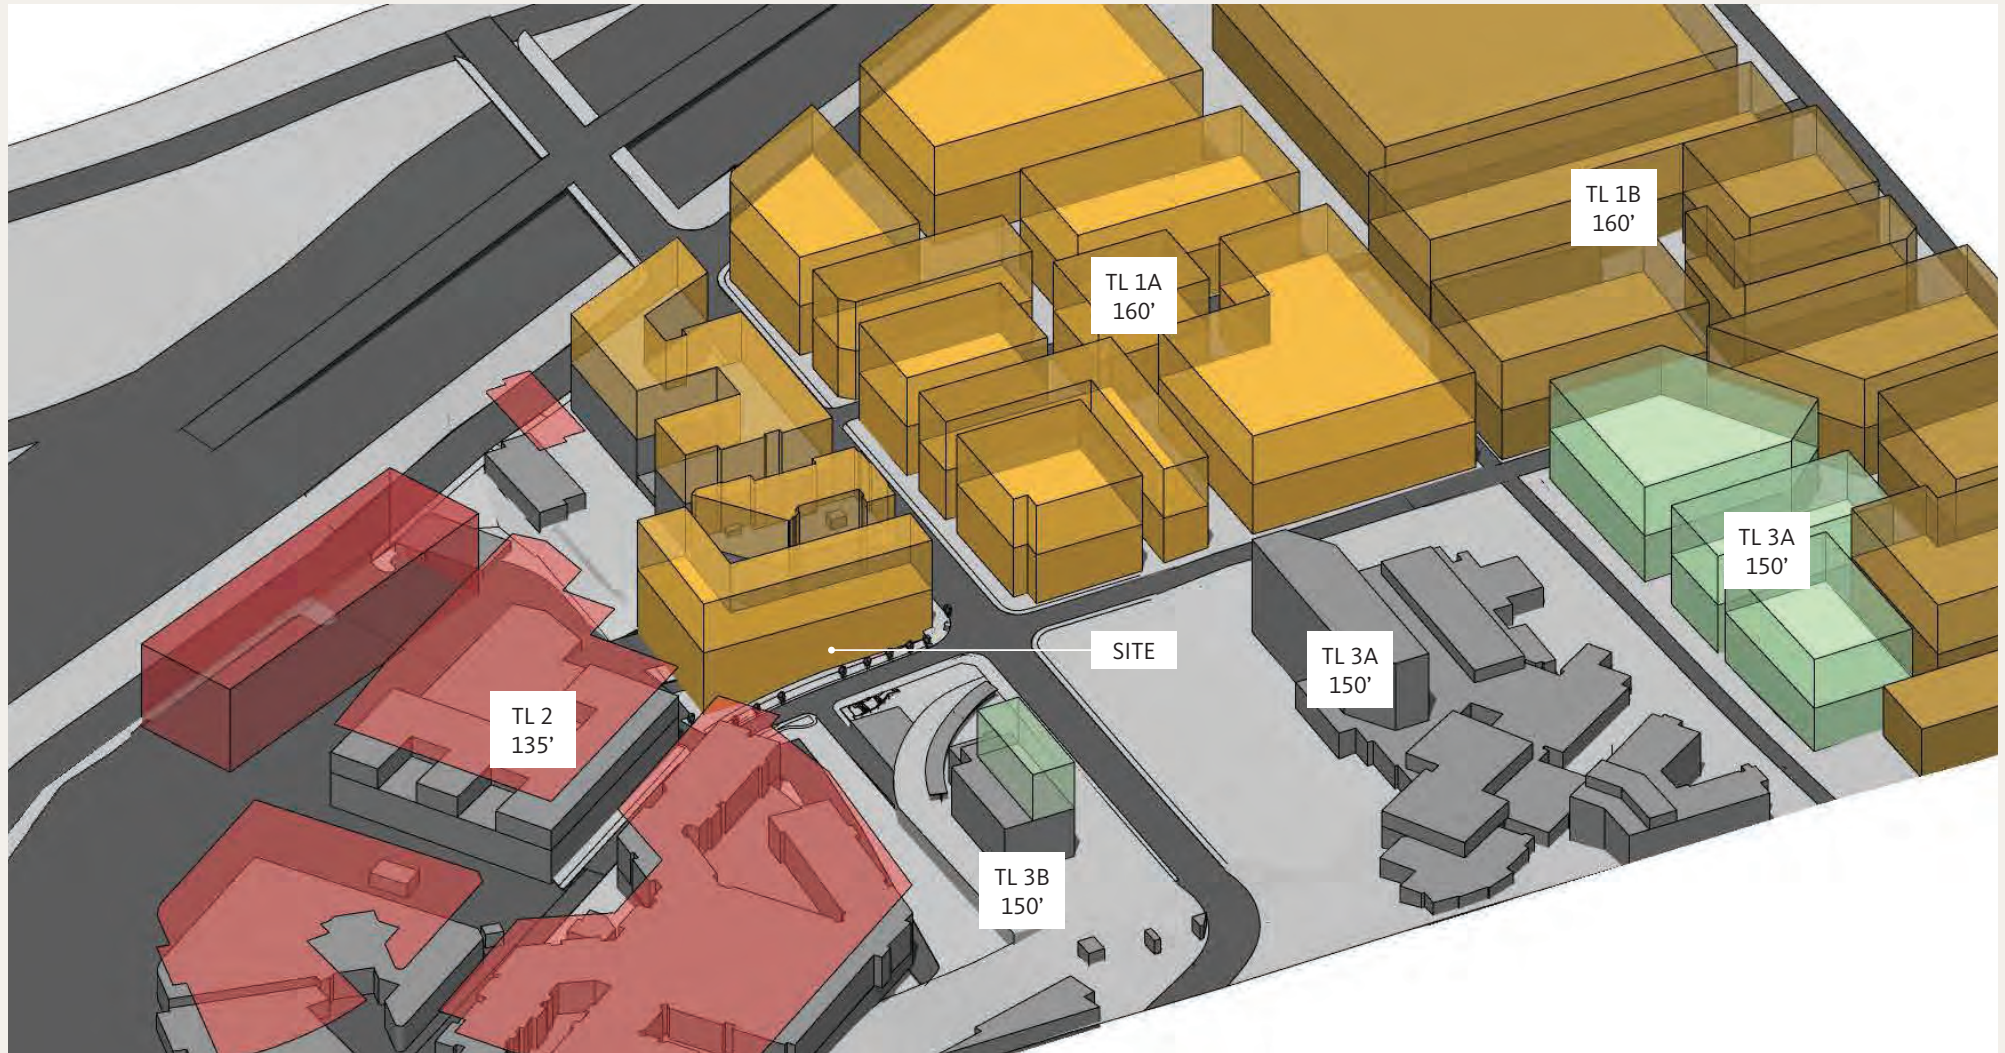 TL 1B
160’
TL 1A
160’
TL 3A
150’
SITE
TL 3A
150’
TL 2
135’
TL 3B
150’